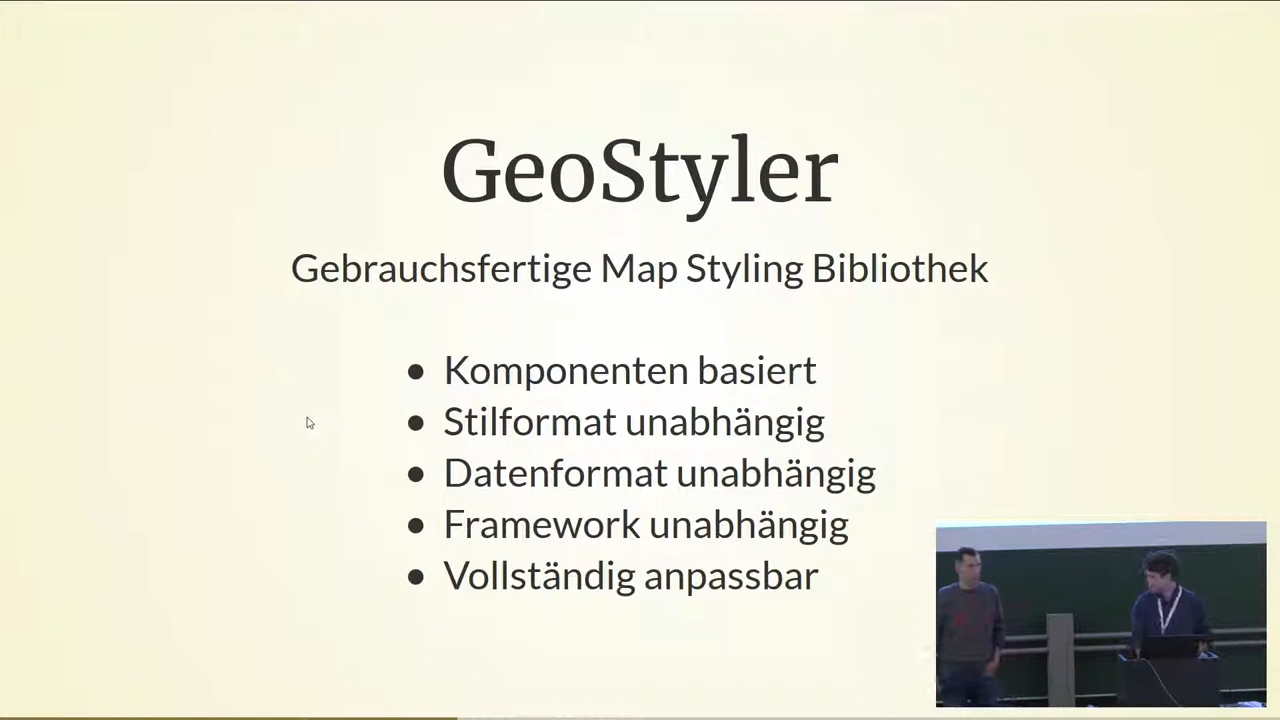 GeoStyler
Gebrauchsfertige Map Styling Bibliothek
Komponenten basiert
Stilformat unabhängig
Datenformat unabhängig
Framework unabhängig
Vollständig anpassbar